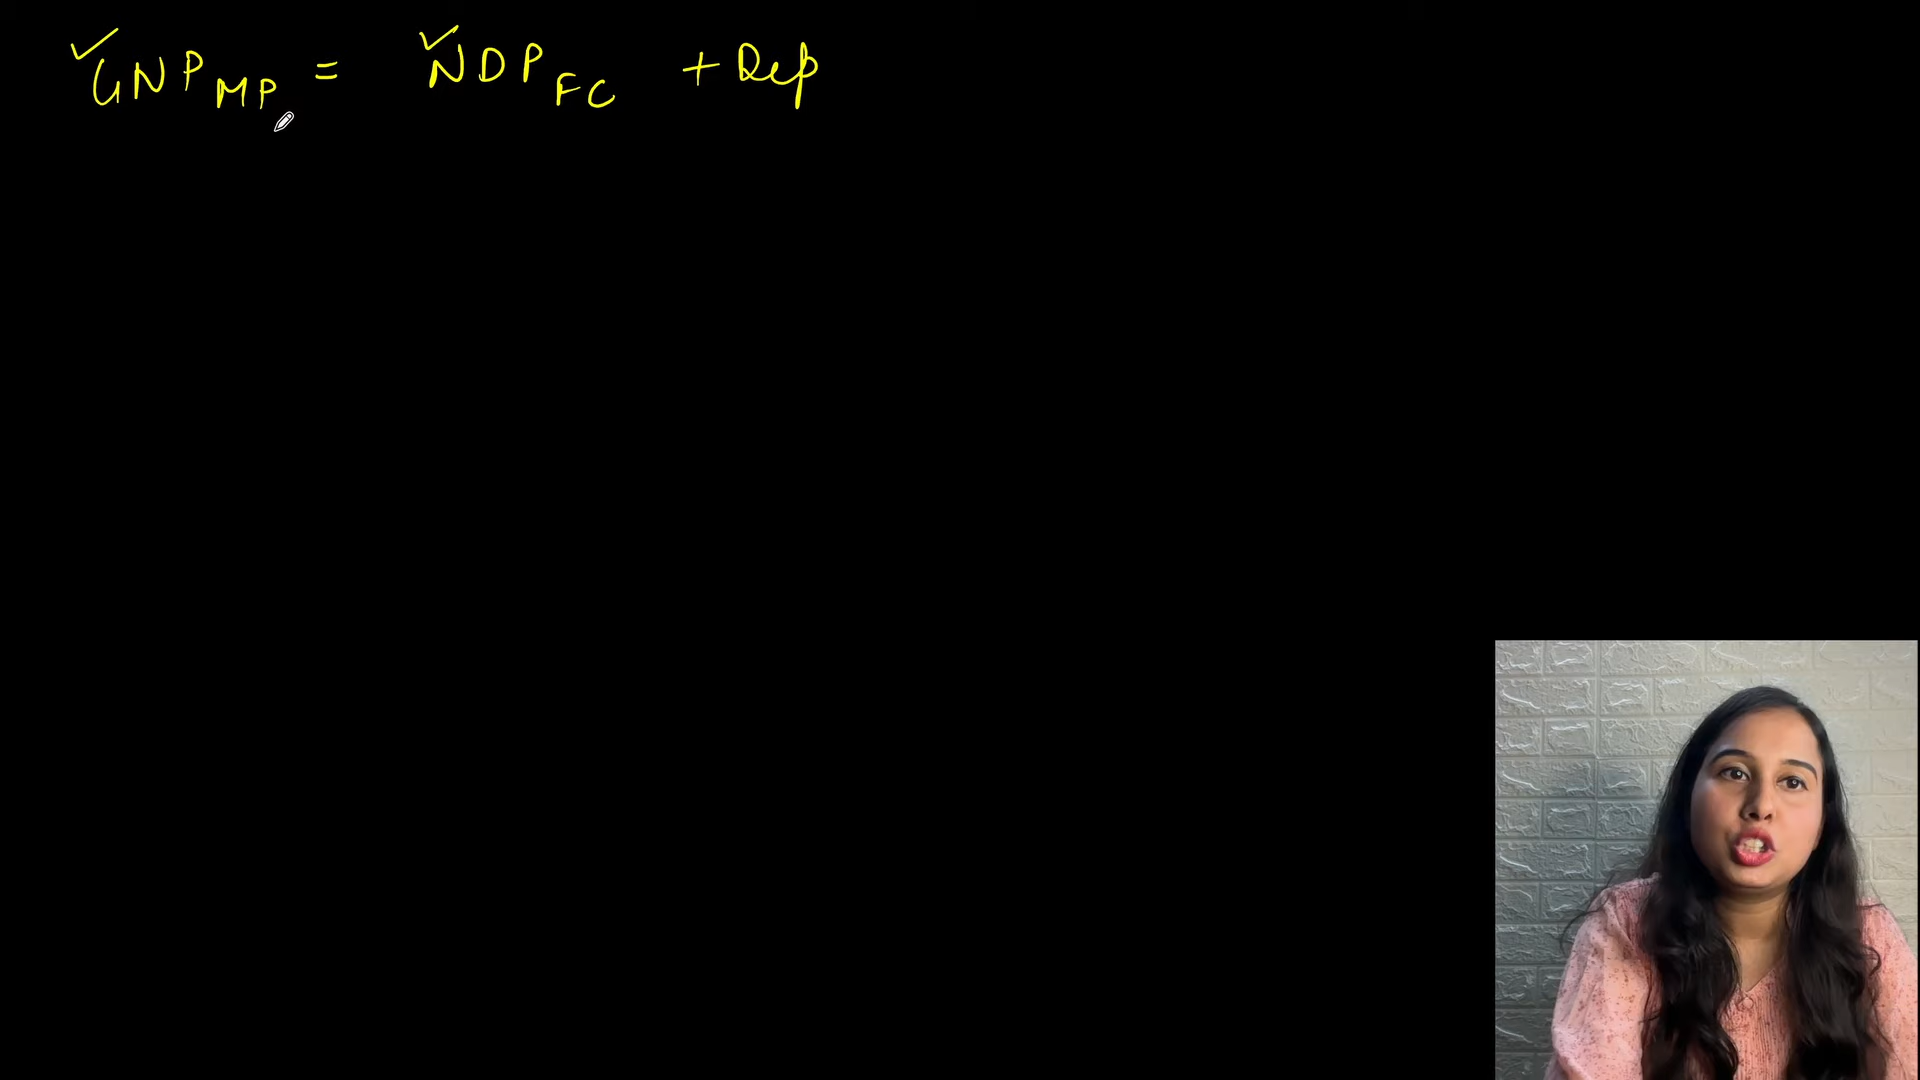 ✓GNP MP = ✓NDP FC + Dep